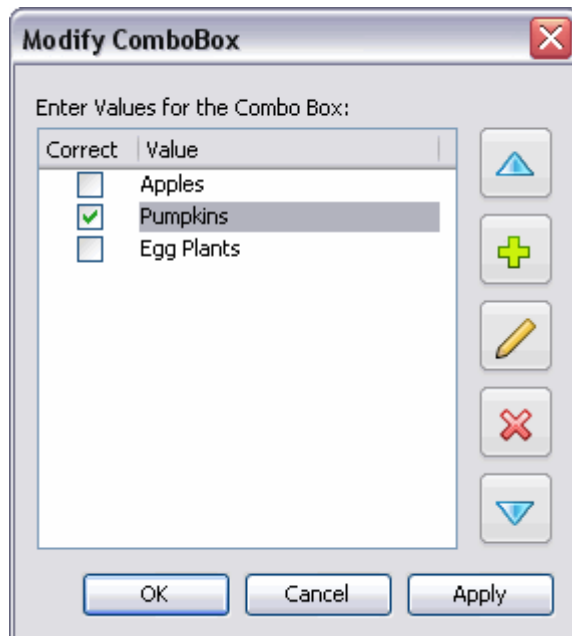 Modify ComboBox
Enter Values for the Combo Box:
Correct Value
Apples
Pumpkins
Egg Plants
OK Cancel Apply